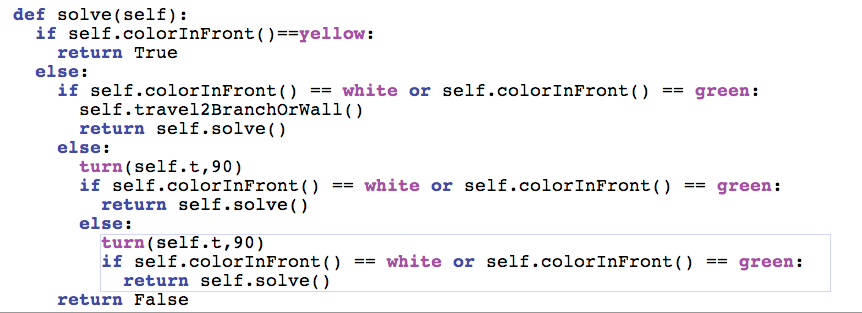 def solve(self):
  if self.colorInFront()==yellow:
    return True
  else:
    if self.colorInFront() == white or self.colorInFront() == green:
      self.travel2BranchOrWall()
      return self.solve()
    else:
      turn(self.t,90)
      if self.colorInFront() == white or self.colorInFront() == green:
        return self.solve()
      else:
        turn(self.t,90)
        if self.colorInFront() == white or self.colorInFront() == green:
          return self.solve()
    return False